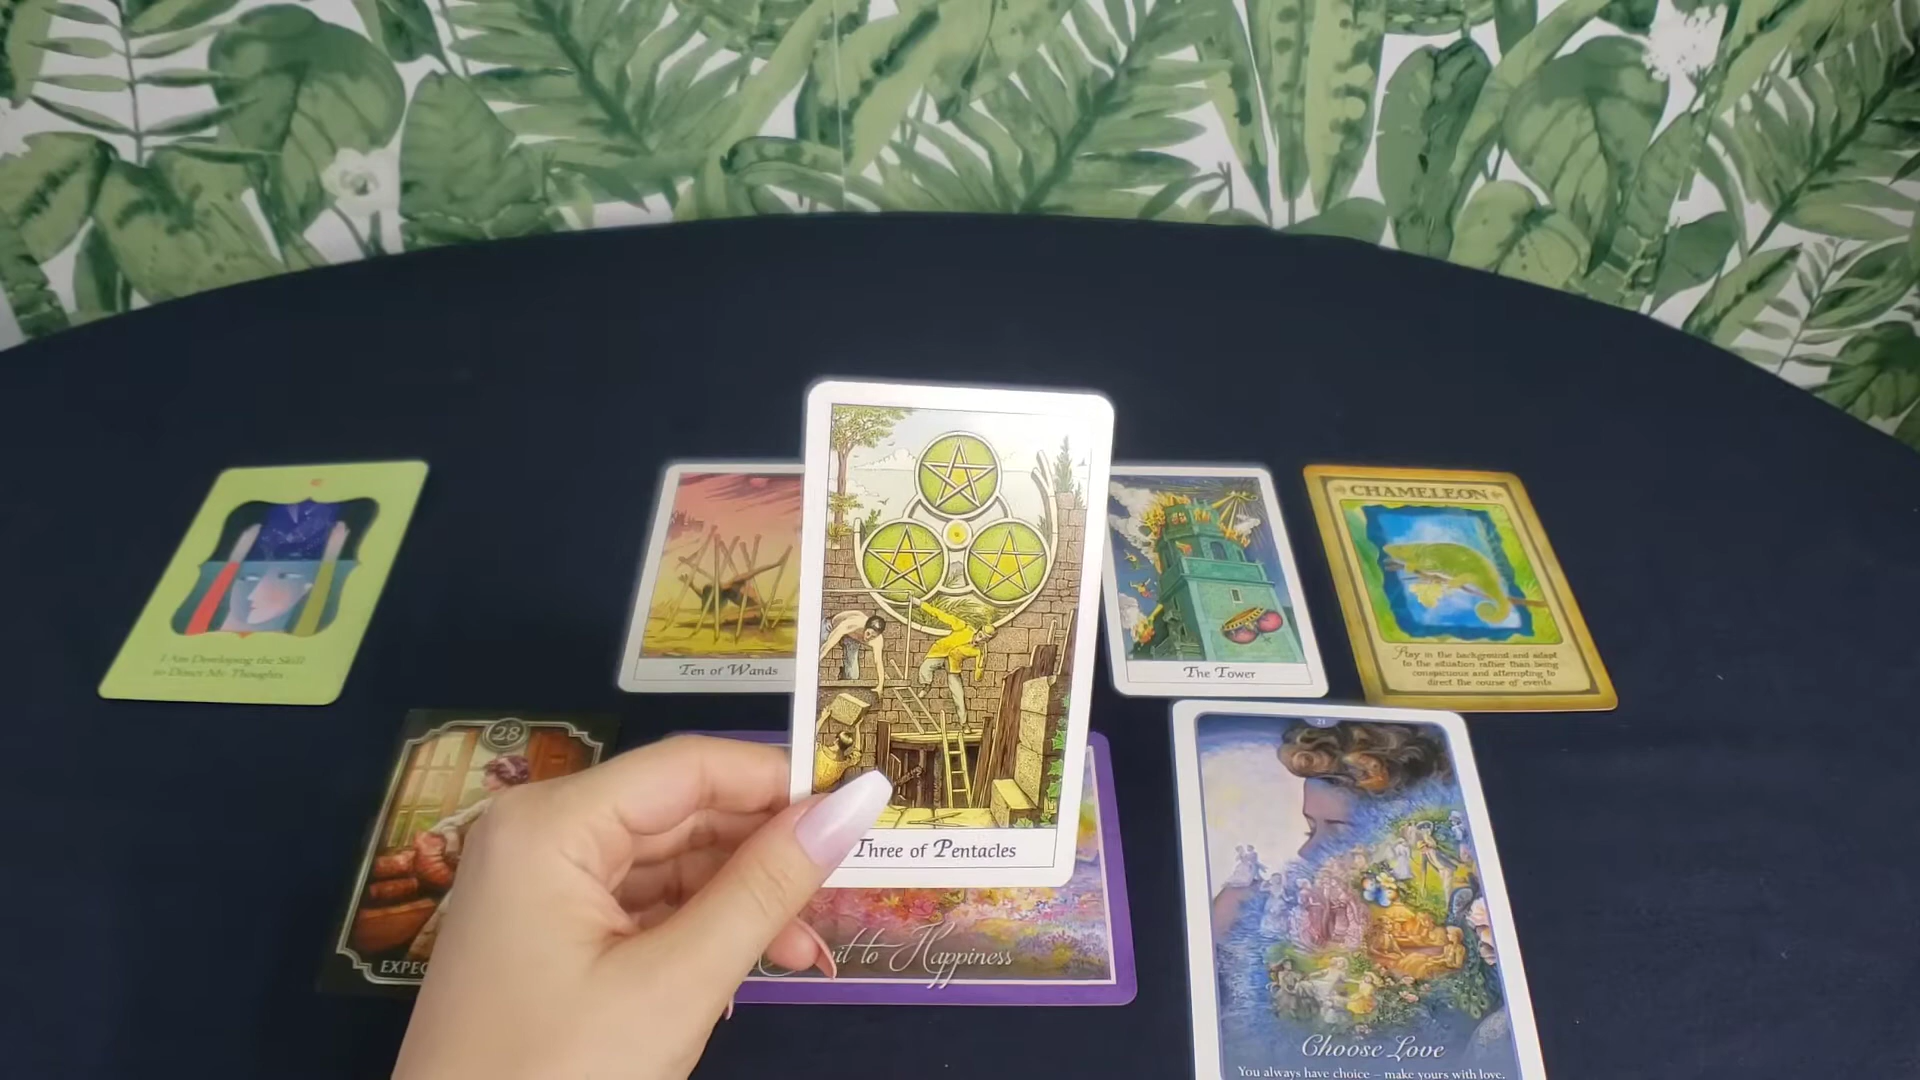 I Am Developing the Skill
to Direct My Thoughts
Ten of Wands
Three of Pentacles
The Tower
CHAMELEON
Stay in the background and adapt
to the situation rather than being
conspicuous and attempting to
direct the course of events
28
EXPEC
to Happiness
21
Choose Love
You always have choice – make yours with love.